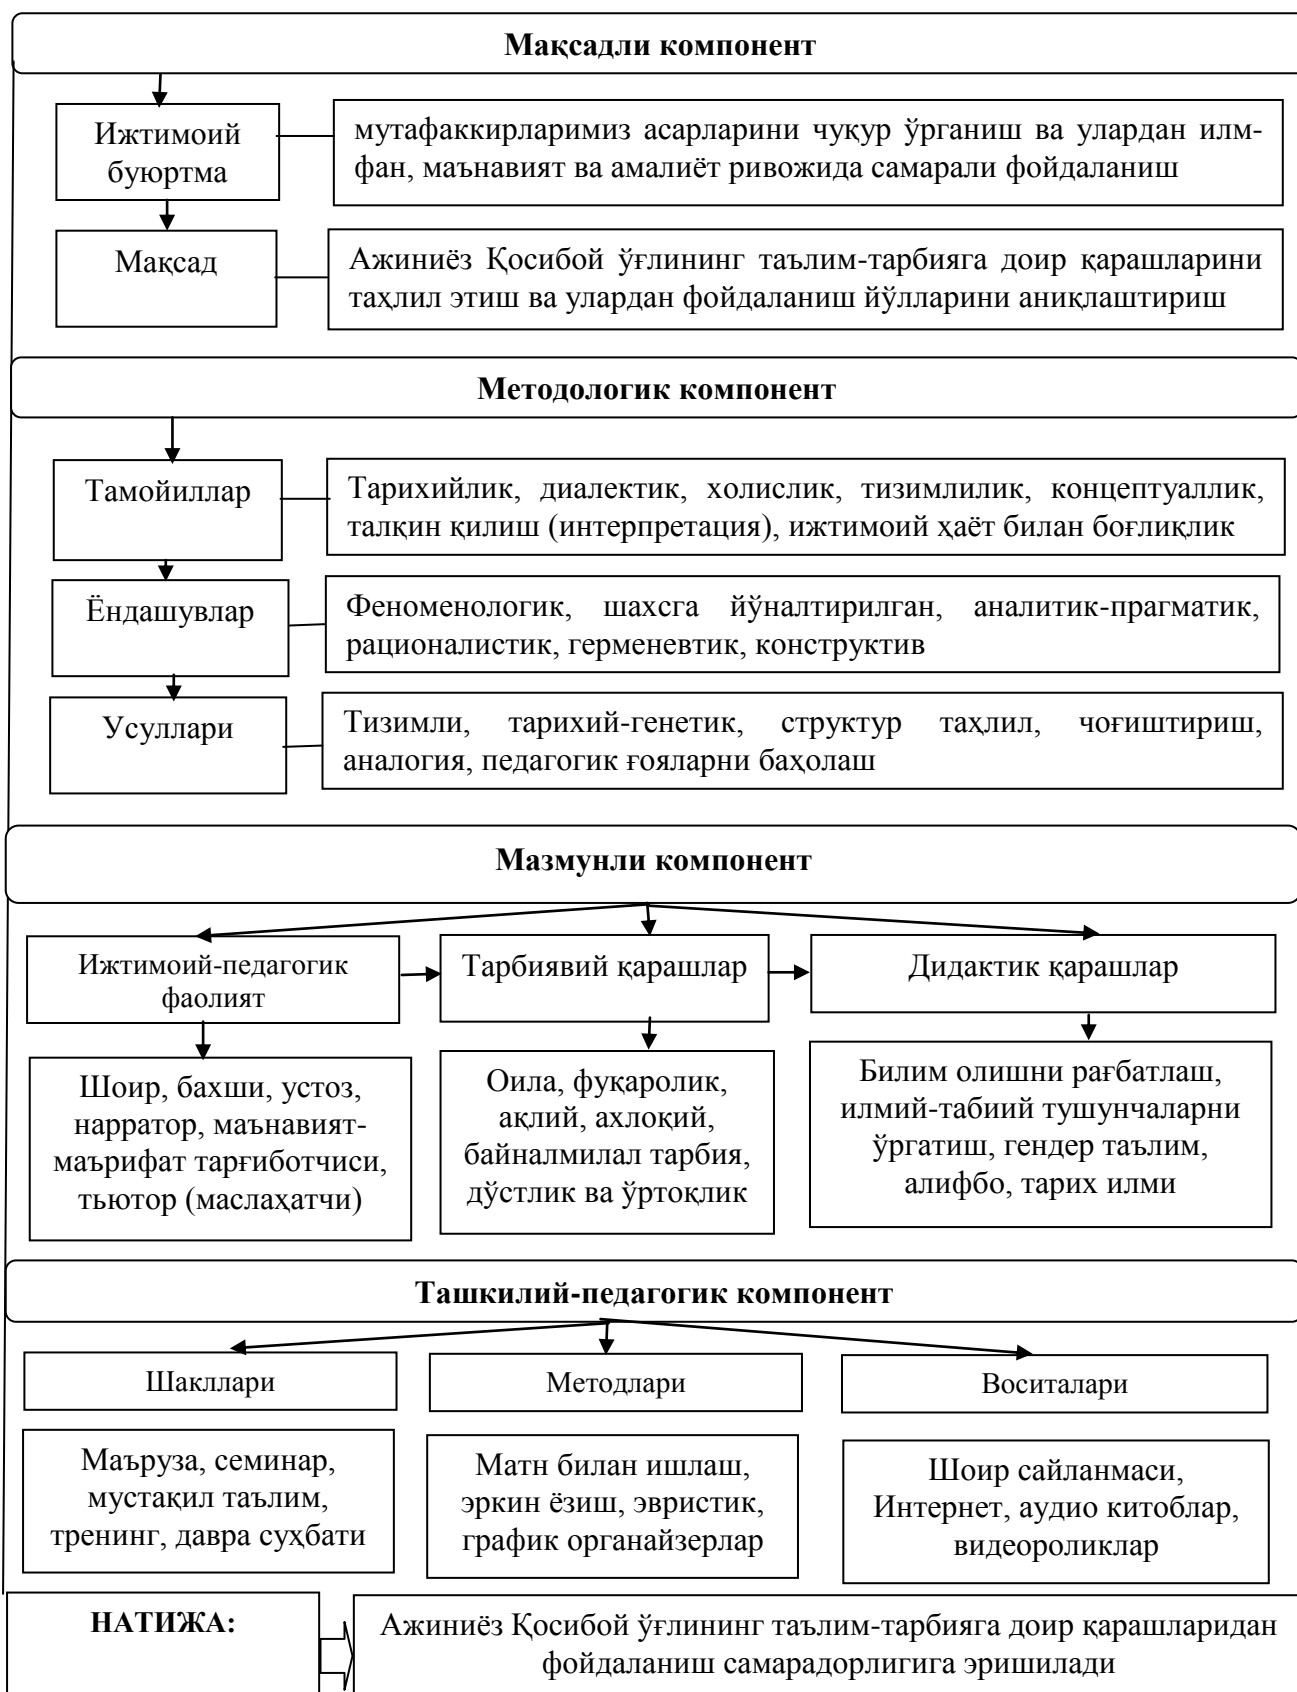 Мақсадли компонент
Ижтимоий
буюртма
мутафаккирларимиз асарларини чуқур ўрганиш ва улардан илм-
фан, маънавият ва амалиёт ривожида самарали фойдаланиш
Мақсад
Ажиниёз Қосибой ўғлининг таълим-тарбияга доир қарашларини
таҳлил этиш ва улардан фойдаланиш йўлларини аниқлаштириш
Методологик компонент
Тамойиллар
Тарихийлик, диалектик, холислик, тизимлилик, концептуаллик,
талқин қилиш (интерпретация), ижтимоий ҳаёт билан боғлиқлик
Ёндашувлар
Феноменологик, шахсга йўналтирилган, аналитик-прагматик,
рационалистик, герменевтик, конструктив
Усуллари
Тизимли, тарихий-генетик, структур таҳлил, чоғиштириш,
аналогия, педагогик ғояларни баҳолаш
Мазмунли компонент
Ижтимоий-педагогик
фаолият
Тарбиявий қарашлар
Дидактик қарашлар
Шоир, бахши, устоз,
нарратор, маънавият-
маърифат тарғиботчиси,
тьютор (маслаҳатчи)
Оила, фуқаролик,
ақлий, ахлоқий,
байналмилал тарбия,
дўстлик ва ўртоқлик
Билим олишни рағбатлаш,
илмий-табиий тушунчаларни
ўргатиш, гендер таълим,
алифбо, тарих илми
Ташкилий-педагогик компонент
Шакллари
Методлари
Воситалари
Маъруза, семинар,
мустақил таълим,
тренинг, давра суҳбати
Матн билан ишлаш,
эркин ёзиш, эвристик,
график органайзерлар
Шоир сайланмаси,
Интернет, аудио китоблар,
видеороликлар
НАТИЖА:
Ажиниёз Қосибой ўғлининг таълим-тарбияга доир қарашларидан
фойдаланиш самарадорлигига эришилади